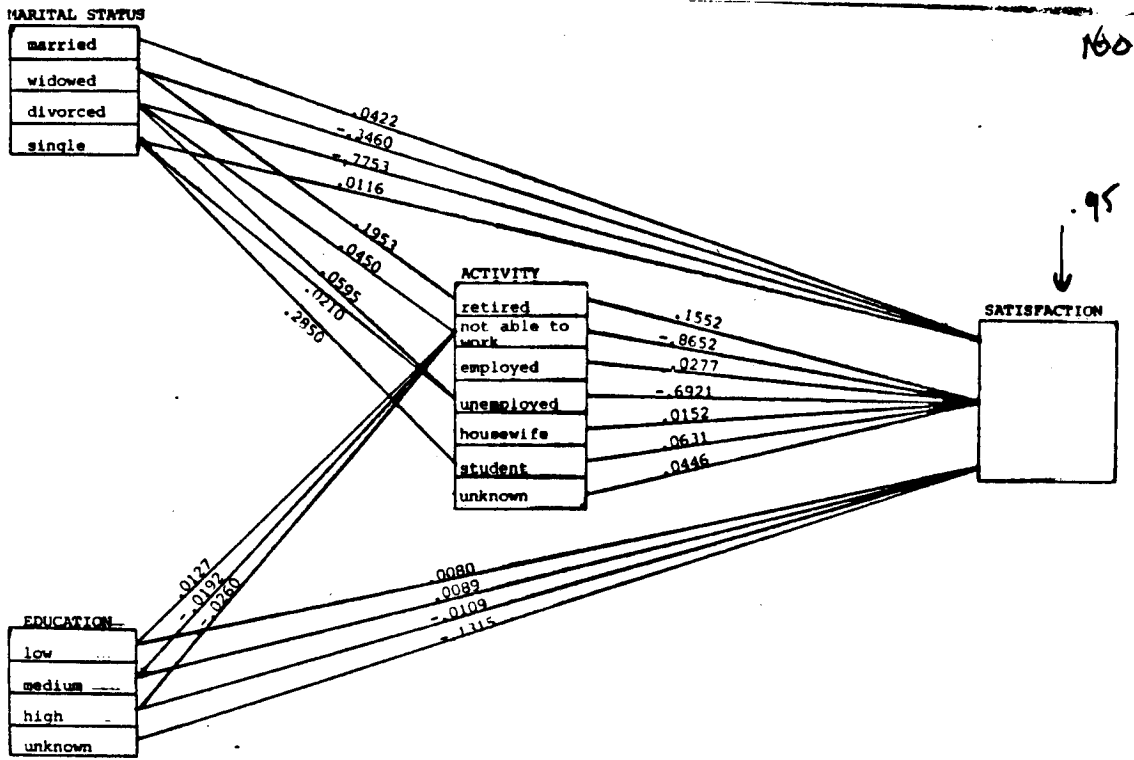 MARITAL STATUS
married
widowed
divorced
single
.0422
-.3460
-.7753
.0116
.1953
.0450
.0595
.0210
.2850
.95
ACTIVITY
retired
not able to
work
employed
unemployed
housewife
student
unknown
.1552
-.8652
.0277
-.6921
.0152
.0631
.0446
SATISFACTION
.0127
-.0192
-.0260
.0080
.0089
-.0109
-.1315
EDUCATION
low
medium
high
unknown